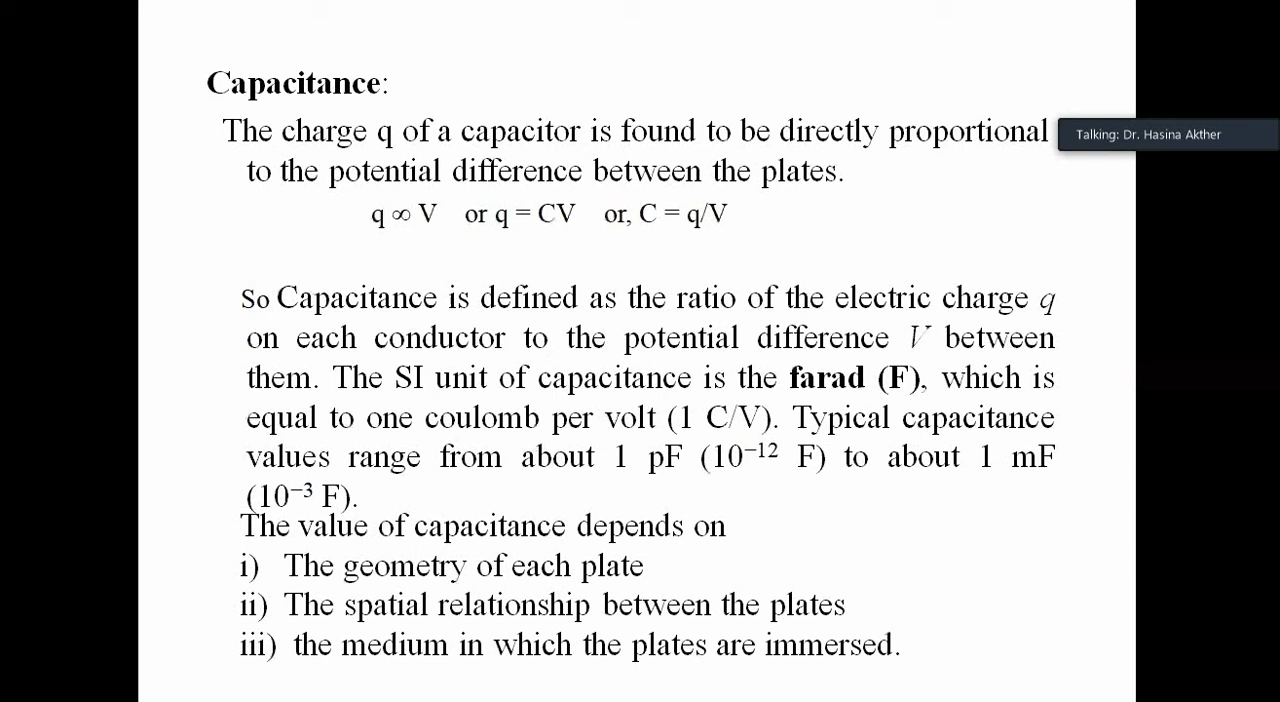 Capacitance:
The charge q of a capacitor is found to be directly proportional
Talking: Dr. Hasina Akther
to the potential difference between the plates.
q ∞ V or q = CV or, C = q/V
So Capacitance is defined as the ratio of the electric charge q
on each conductor to the potential difference V between
them. The SI unit of capacitance is the farad (F), which is
equal to one coulomb per volt (1 C/V). Typical capacitance
values range from about 1 pF (10⁻¹² F) to about 1 mF
(10⁻³ F).
The value of capacitance depends on
i) The geometry of each plate
ii) The spatial relationship between the plates
iii) the medium in which the plates are immersed.